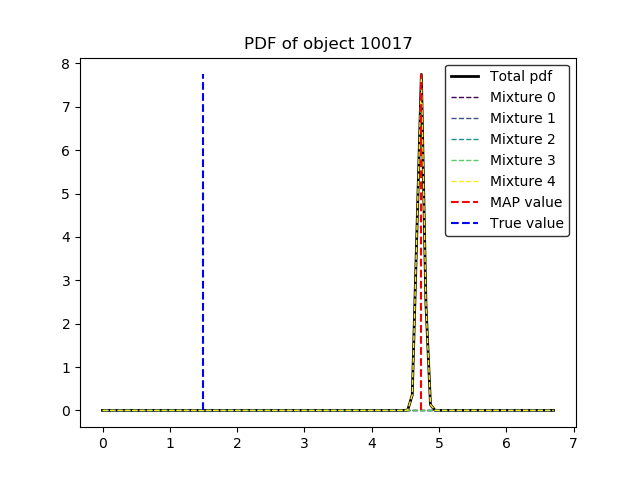 PDF of object 10017
8
7
6
5
4
3
2
1
0
0 1 2 3 4 5 6 7
Total pdf
Mixture 0
Mixture 1
Mixture 2
Mixture 3
Mixture 4
MAP value
True value